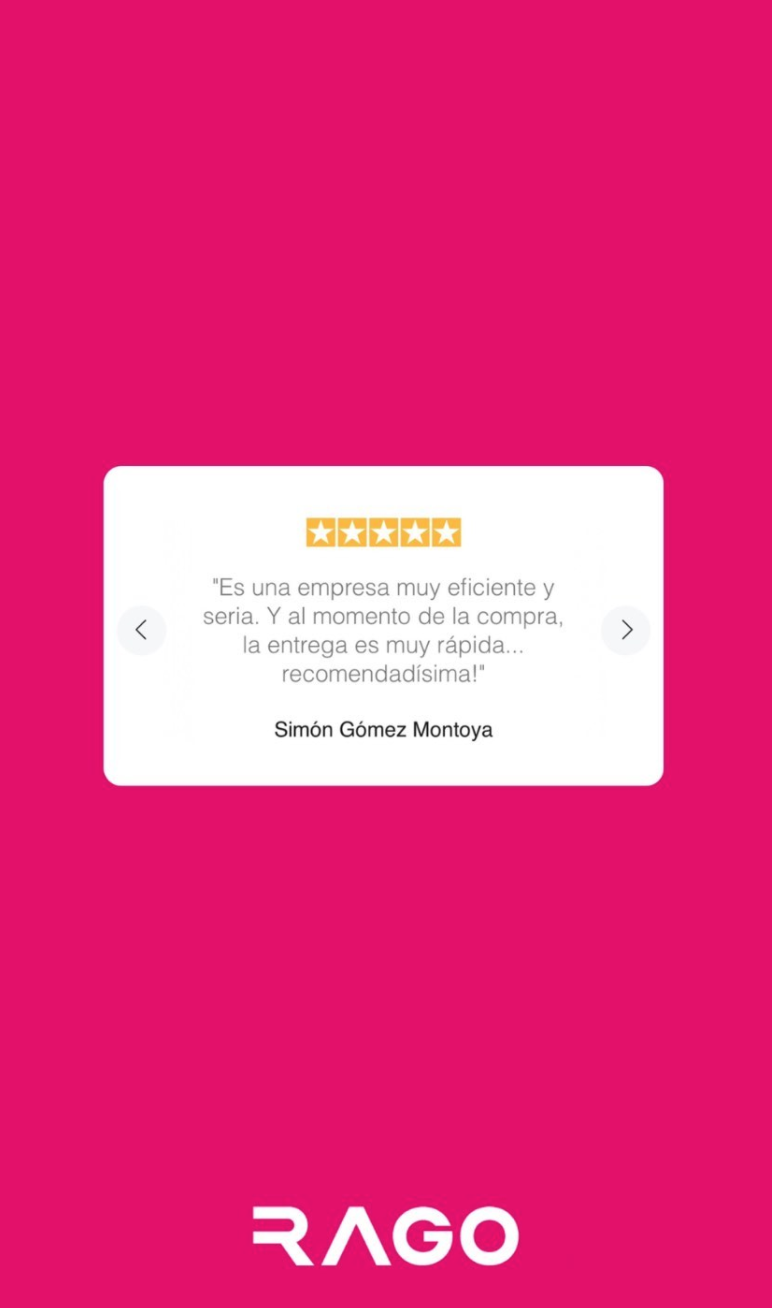 "Es una empresa muy eficiente y
seria. Y al momento de la compra,
la entrega es muy rápida...
recomendadísima!"
Simón Gómez Montoya
RAGO